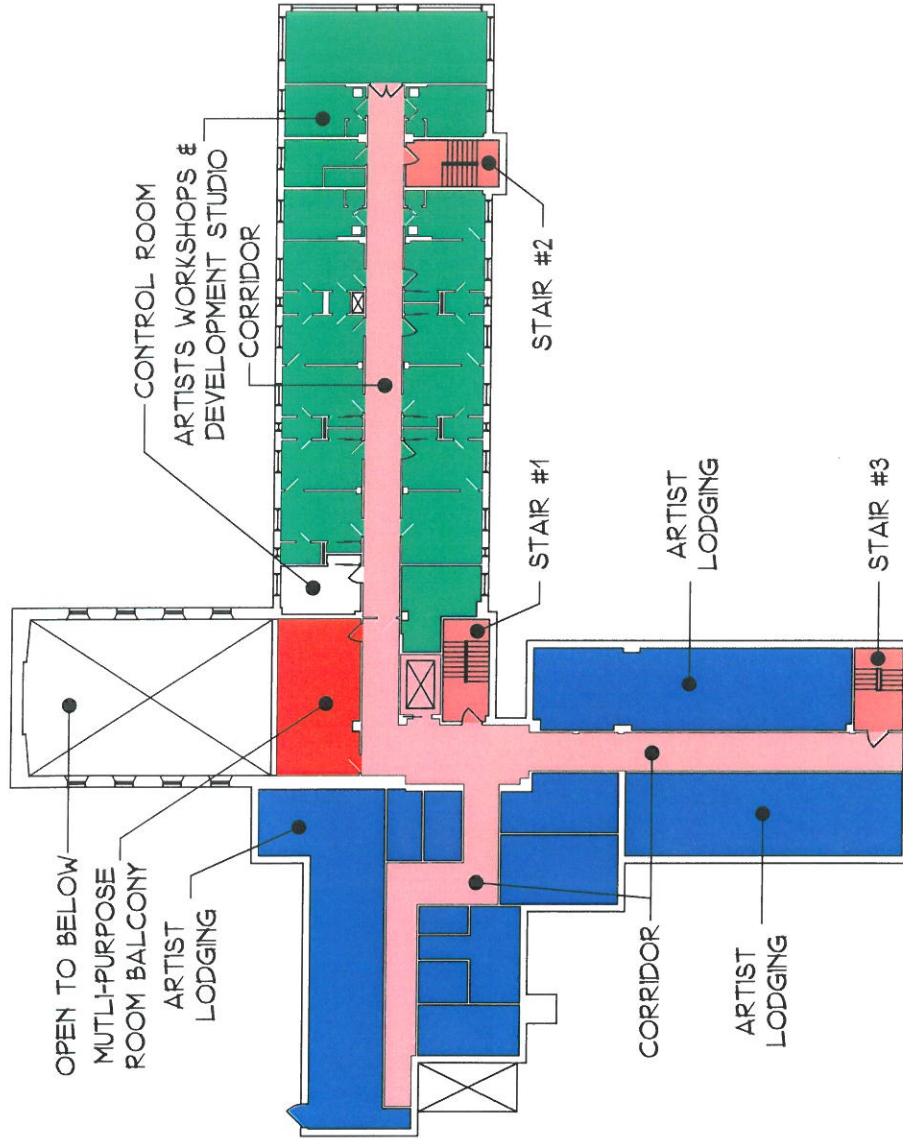 OPEN TO BELOW
MUTLI-PURPOSE
ROOM BALCONY
ARTIST
LODGING
CONTROL ROOM
ARTISTS WORKSHOPS &
DEVELOPMENT STUDIO
CORRIDOR
STAIR #2
STAIR #1
ARTIST
LODGING
STAIR #3
CORRIDOR
ARTIST
LODGING